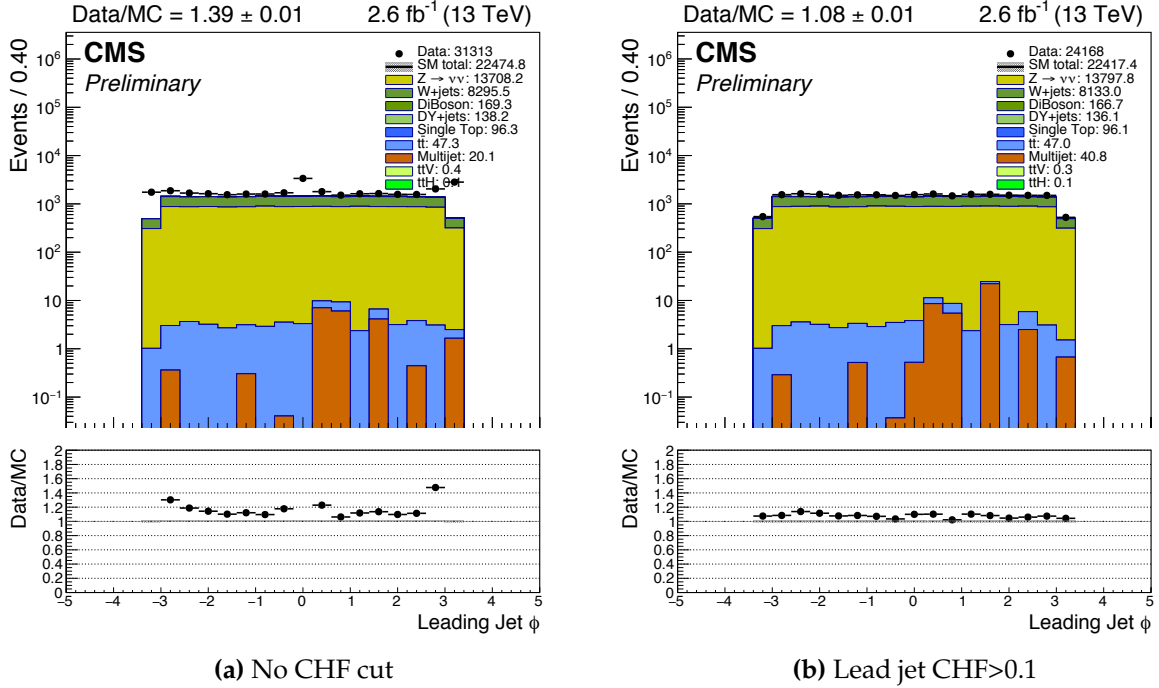 Data/MC = 1.39 ± 0.01 2.6 fb⁻¹ (13 TeV)
CMS
Preliminary
Data: 31313
SM total: 22474.8
Z → νν: 13708.2
W+jets: 8295.5
DiBoson: 169.3
DY+jets: 138.2
Single Top: 96.3
tt̄: 47.3
Multijet: 20.1
ttV: 0.4
ttH: 0.1
Events / 0.40
10⁶
10⁵
10⁴
10³
10²
10
1
10⁻¹
Data/MC
2
1.8
1.6
1.4
1.2
1
0.8
0.6
0.4
0.2
0
−5 −4 −3 −2 −1 0 1 2 3 4 5
Leading Jet ϕ
(a) No CHF cut
Data/MC = 1.08 ± 0.01 2.6 fb⁻¹ (13 TeV)
CMS
Preliminary
Data: 24168
SM total: 22417.4
Z → νν: 13797.8
W+jets: 8133.0
DiBoson: 166.7
DY+jets: 136.1
Single Top: 96.1
tt̄: 47.0
Multijet: 40.8
ttV: 0.3
ttH: 0.1
Events / 0.40
10⁶
10⁵
10⁴
10³
10²
10
1
10⁻¹
Data/MC
2
1.8
1.6
1.4
1.2
1
0.8
0.6
0.4
0.2
0
−5 −4 −3 −2 −1 0 1 2 3 4 5
Leading Jet ϕ
(b) Lead jet CHF>0.1